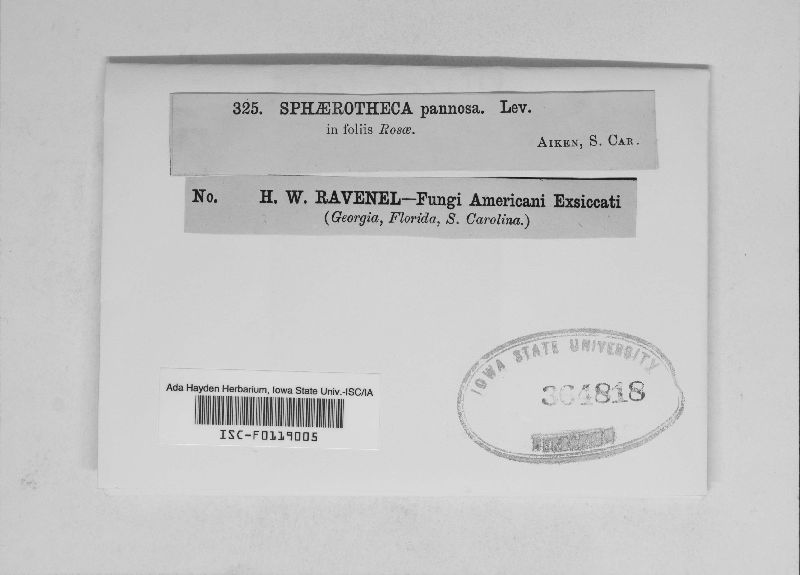 325. SPHÆROTHECA pannosa. Lev.
in foliis Rosæ.
AIKEN, S. CAR.
No. H. W. RAVENEL—Fungi Americani Exsiccati
(Georgia, Florida, S. Carolina.)
IOWA STATE UNIVERSITY
364818
Ada Hayden Herbarium, Iowa State Univ.-ISC/IA
ISC-F0119005